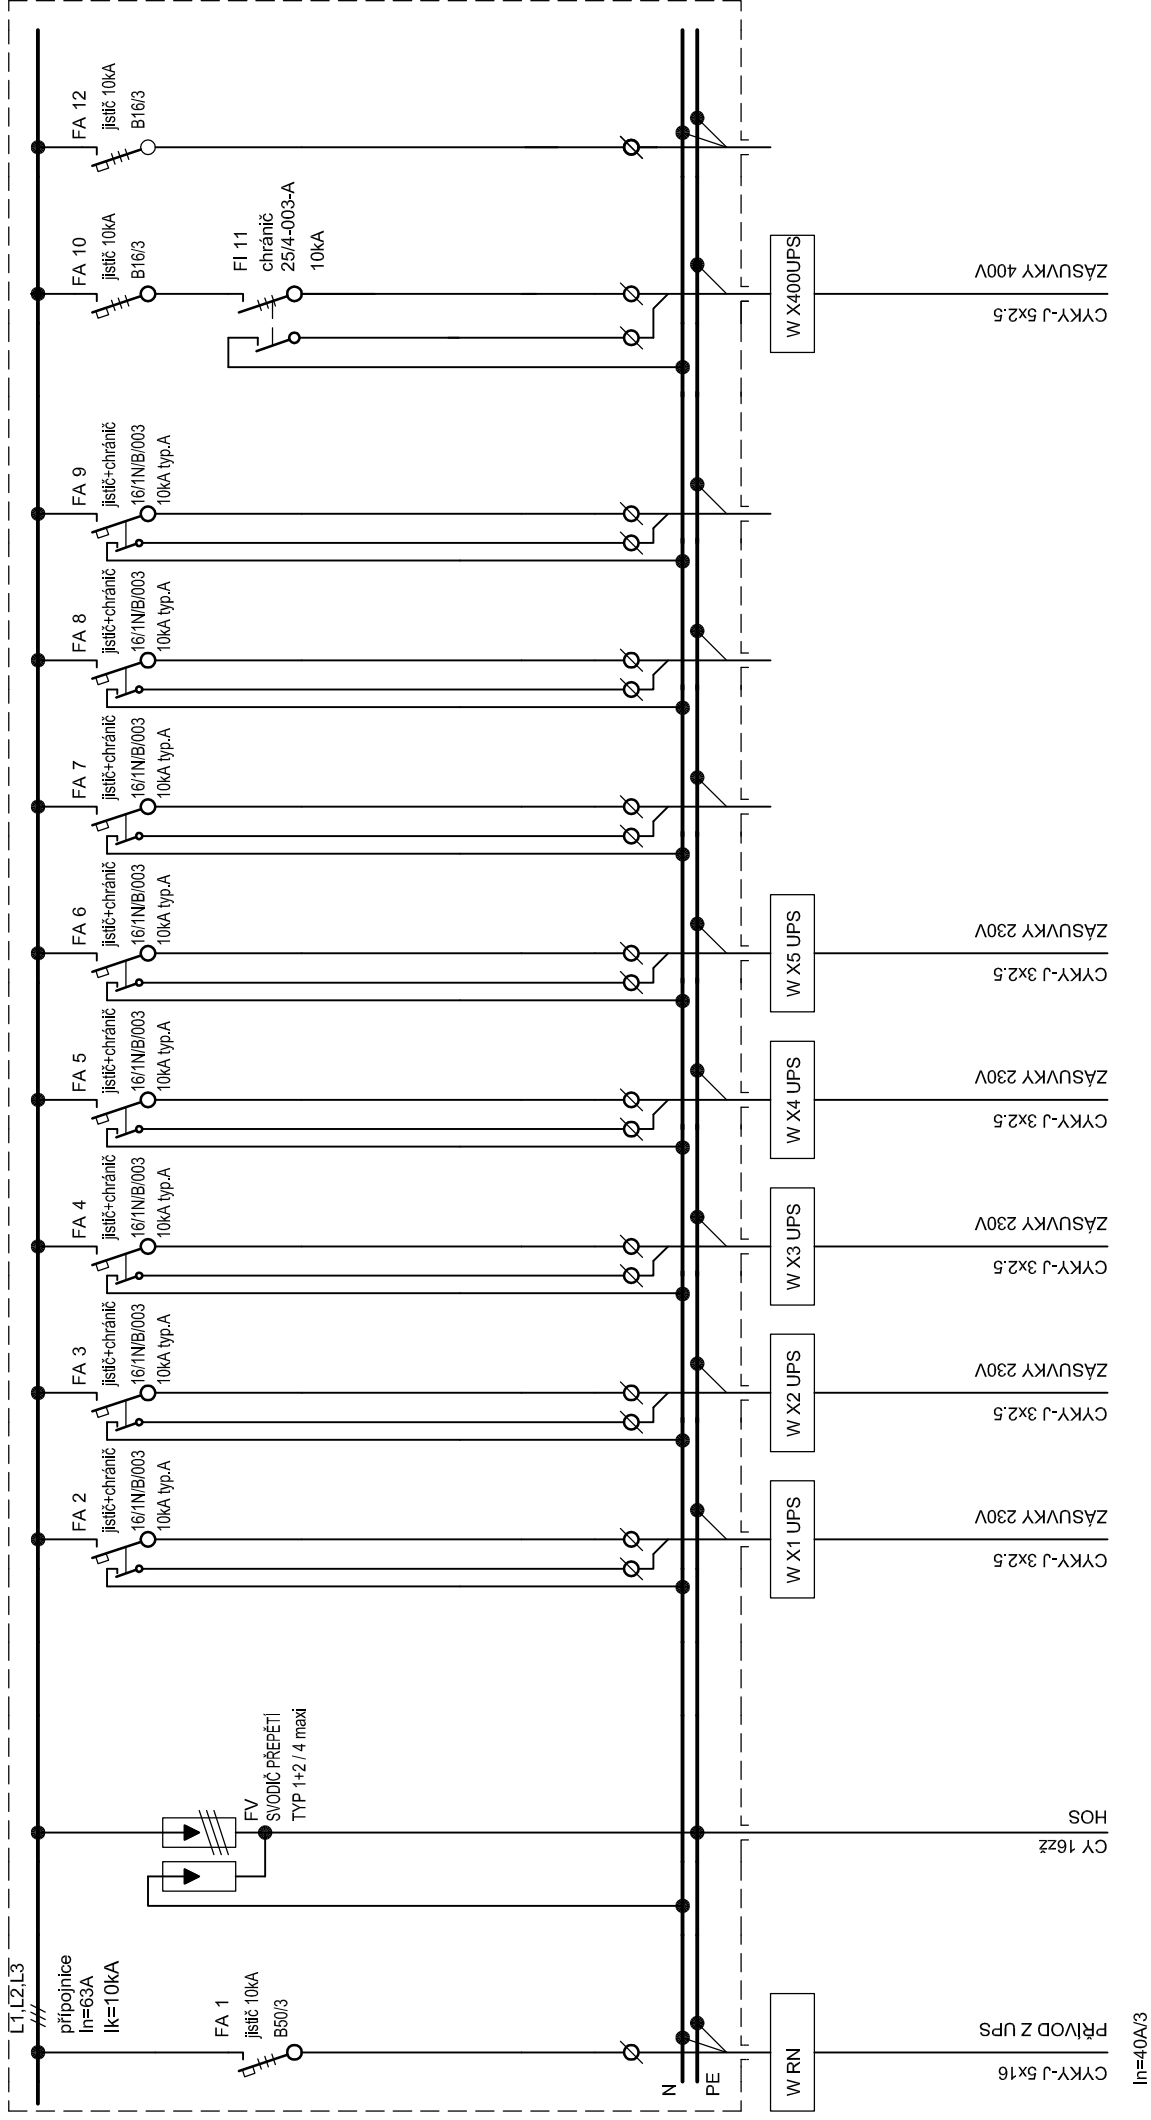 L1,L2,L3
přípojnice
In=63A
Ik=10kA
FA 1
jistič 10kA
B50/3
FV
SVODIČ PŘEPĚTÍ
TYP 1+2 / 4 maxi
FA 2
jistič+chránič
16/1N/B/003
10kA typ.A
FA 3
jistič+chránič
16/1N/B/003
10kA typ.A
FA 4
jistič+chránič
16/1N/B/003
10kA typ.A
FA 5
jistič+chránič
16/1N/B/003
10kA typ.A
FA 6
jistič+chránič
16/1N/B/003
10kA typ.A
FA 7
jistič+chránič
16/1N/B/003
10kA typ.A
FA 8
jistič+chránič
16/1N/B/003
10kA typ.A
FA 9
jistič+chránič
16/1N/B/003
10kA typ.A
FA 10
jistič 10kA
B16/3
FI 11
chránič
25/4-003-A
10kA
FA 12
jistič 10kA
B16/3
N
PE
W RN
W X1 UPS
W X2 UPS
W X3 UPS
W X4 UPS
W X5 UPS
W X400UPS
CYKY-J 5x16
PŘÍVOD Z UPS
CY 16zž
HOS
CYKY-J 3x2.5
ZÁSUVKY 230V
CYKY-J 3x2.5
ZÁSUVKY 230V
CYKY-J 3x2.5
ZÁSUVKY 230V
CYKY-J 3x2.5
ZÁSUVKY 230V
CYKY-J 3x2.5
ZÁSUVKY 230V
CYKY-J 5x2.5
ZÁSUVKY 400V
In=40A/3